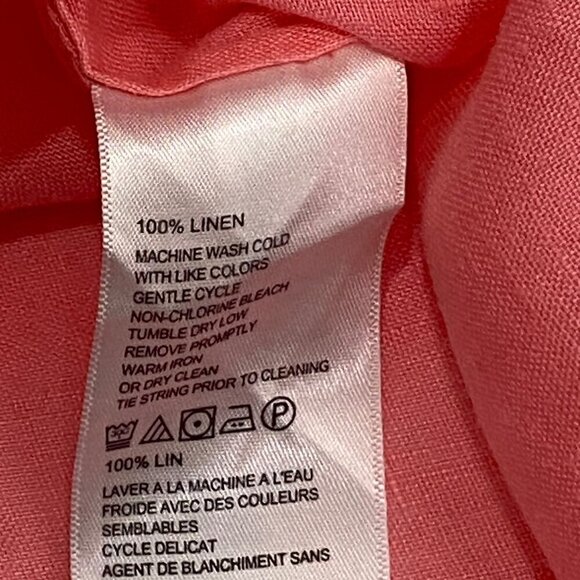 100% LINEN
MACHINE WASH COLD
WITH LIKE COLORS
GENTLE CYCLE
NON-CHLORINE BLEACH
TUMBLE DRY LOW
REMOVE PROMPTLY
WARM IRON
OR DRY CLEAN
TIE STRING PRIOR TO CLEANING
30°C P
100% LIN
LAVER A LA MACHINE A L'EAU
FROIDE AVEC DES COULEURS
SEMBLABLES
CYCLE DELICAT
AGENT DE BLANCHIMENT SANS